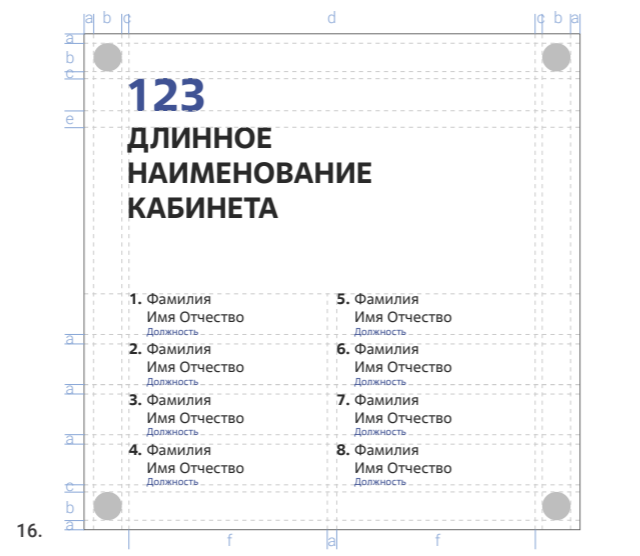 a b c d c b a
a
b
c
123
e
ДЛИННОЕ
НАИМЕНОВАНИЕ
КАБИНЕТА
1. Фамилия
Имя Отчество
Должность
a
2. Фамилия
Имя Отчество
Должность
a
3. Фамилия
Имя Отчество
Должность
a
4. Фамилия
Имя Отчество
Должность
5. Фамилия
Имя Отчество
Должность
6. Фамилия
Имя Отчество
Должность
7. Фамилия
Имя Отчество
Должность
8. Фамилия
Имя Отчество
Должность
c
b
a
16.
f a f